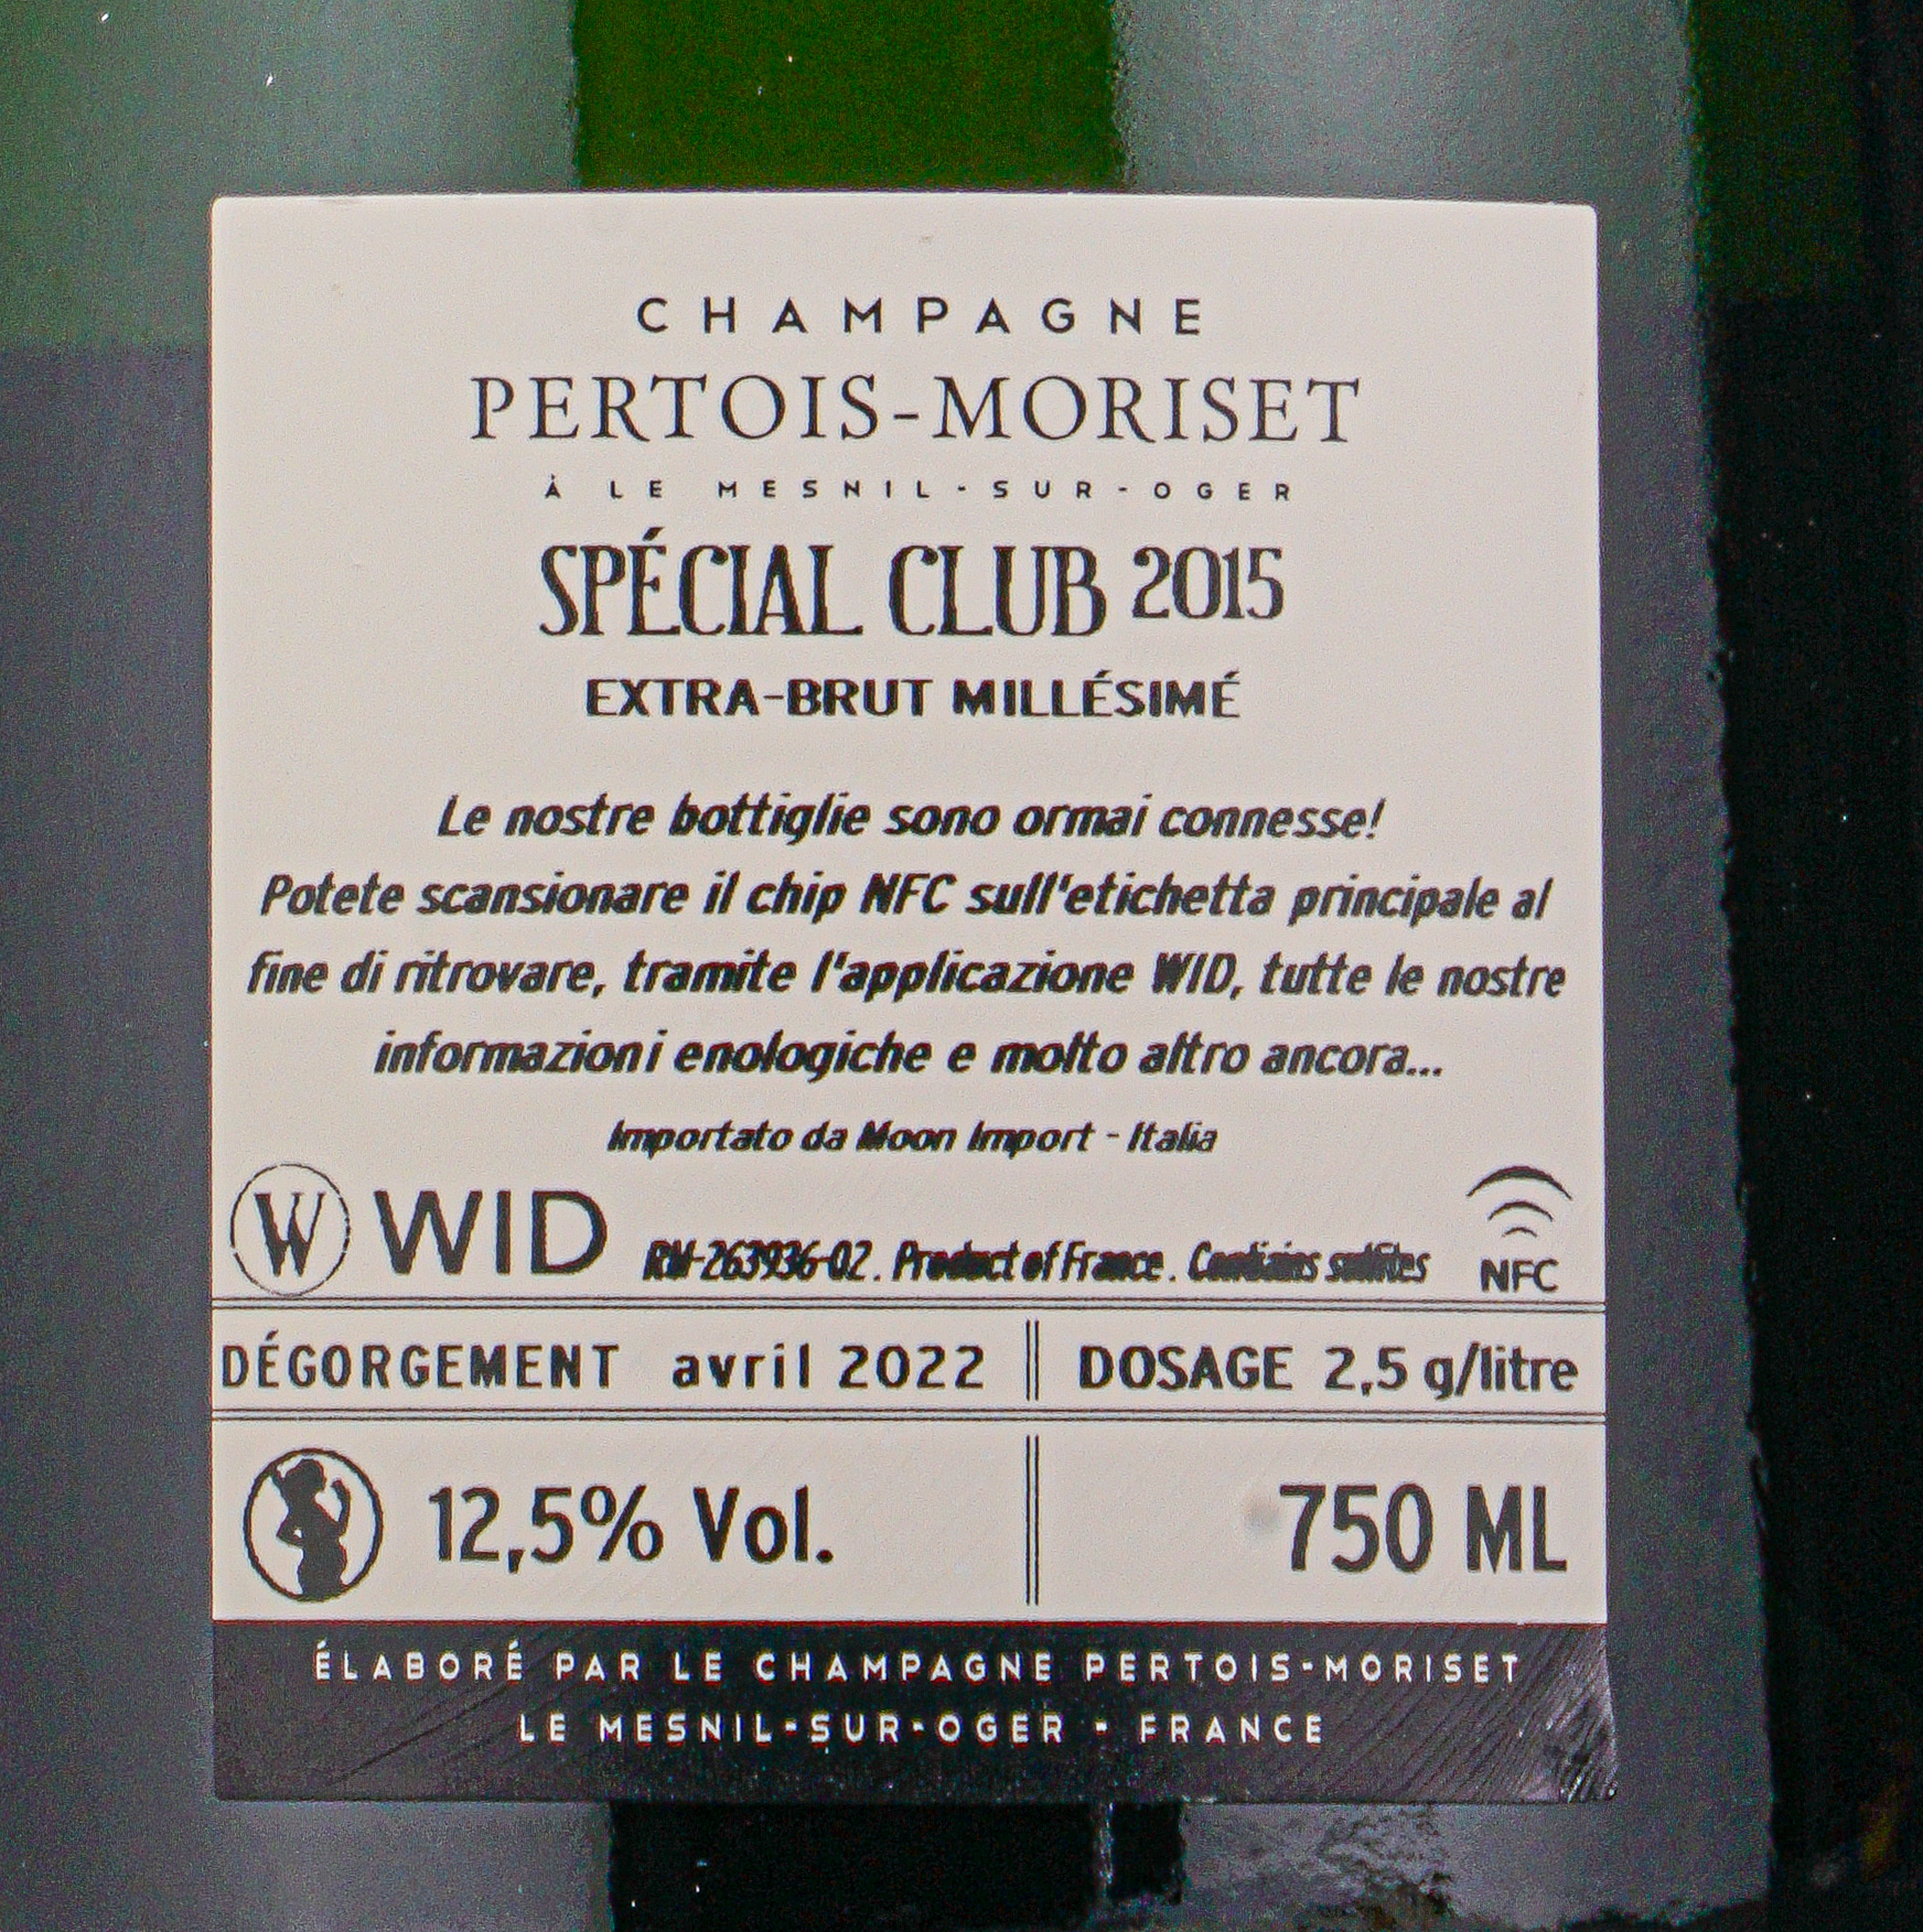 CHAMPAGNE
PERTOIS-MORISET
À LE MESNIL-SUR-OGER
SPÉCIAL CLUB 2015
EXTRA-BRUT MILLÉSIMÉ
Le nostre bottiglie sono ormai connesse!
Potete scansionare il chip NFC sull'etichetta principale al
fine di ritrovare, tramite l'applicazione WID, tutte le nostre
informazioni enologiche e molto altro ancora...
Importato da Moon Import - Italia
W WID RM-263936-02. Product of France. Contains sulfites NFC
DÉGORGEMENT avril 2022 DOSAGE 2,5 g/litre
12,5% Vol. 750 ML
ÉLABORÉ PAR LE CHAMPAGNE PERTOIS-MORISET
LE MESNIL-SUR-OGER - FRANCE